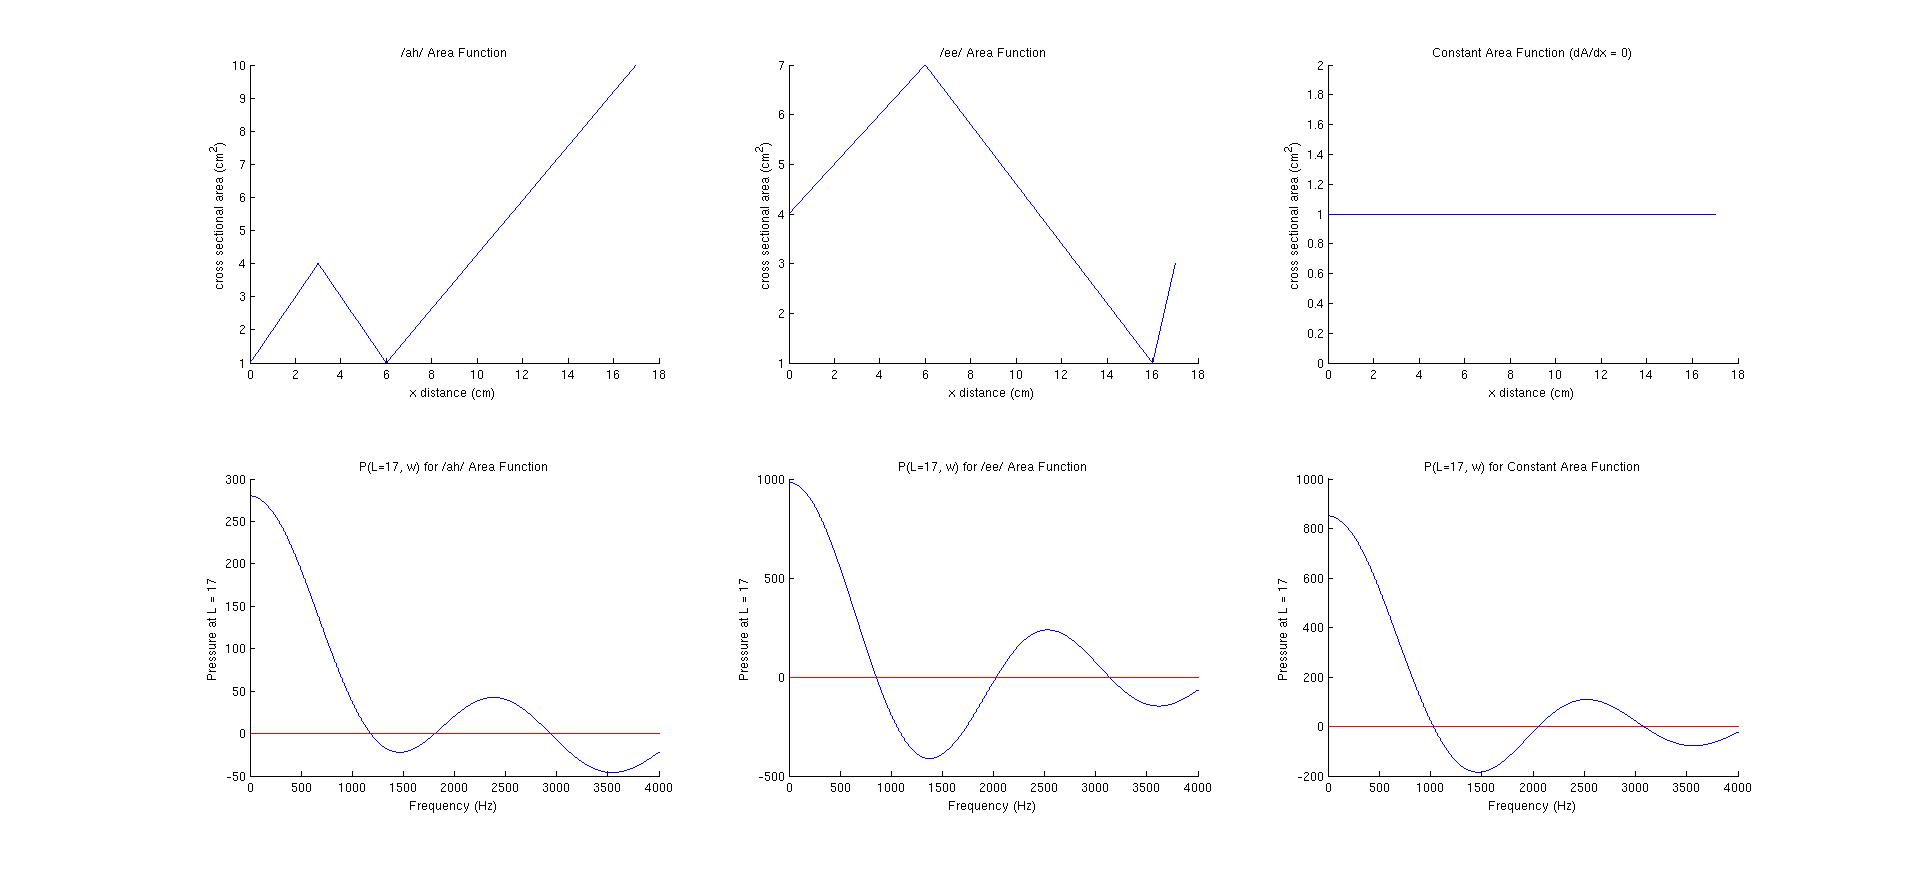 /ah/ Area Function
10
9
8
7
6
5
4
3
2
1
cross sectional area (cm²)
0 2 4 6 8 10 12 14 16 18
x distance (cm)
/ee/ Area Function
7
6
5
4
3
2
1
cross sectional area (cm²)
0 2 4 6 8 10 12 14 16 18
x distance (cm)
Constant Area Function (dA/dx = 0)
2
1.8
1.6
1.4
1.2
1
0.8
0.6
0.4
0.2
0
cross sectional area (cm²)
0 2 4 6 8 10 12 14 16 18
x distance (cm)
P(L=17, w) for /ah/ Area Function
300
250
200
150
100
50
0
-50
Pressure at L = 17
0 500 1000 1500 2000 2500 3000 3500 4000
Frequency (Hz)
P(L=17, w) for /ee/ Area Function
1000
500
0
-500
Pressure at L = 17
0 500 1000 1500 2000 2500 3000 3500 4000
Frequency (Hz)
P(L=17, w) for Constant Area Function
1000
800
600
400
200
0
-200
Pressure at L = 17
0 500 1000 1500 2000 2500 3000 3500 4000
Frequency (Hz)